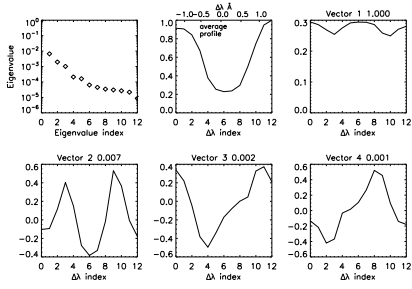 Δλ Å
−1.0−0.5 0.0 0.5 1.0
Vector 1 1.000
10⁰
10⁻¹
10⁻²
10⁻³
10⁻⁴
10⁻⁵
10⁻⁶
Eigenvalue
0 2 4 6 8 10 12
Eigenvalue index
1.0
0.8
0.6
0.4
0.2
0.0
average
profile
0 2 4 6 8 10 12
Δλ index
0.3
0.2
0.1
0.0
0 2 4 6 8 10 12
Δλ index
Vector 2 0.007
0.6
0.4
0.2
0.0
−0.2
−0.4
0 2 4 6 8 10 12
Δλ index
Vector 3 0.002
0.4
0.2
0.0
−0.2
−0.4
−0.6
0 2 4 6 8 10 12
Δλ index
Vector 4 0.001
0.6
0.4
0.2
0.0
−0.2
−0.4
−0.6
0 2 4 6 8 10 12
Δλ index